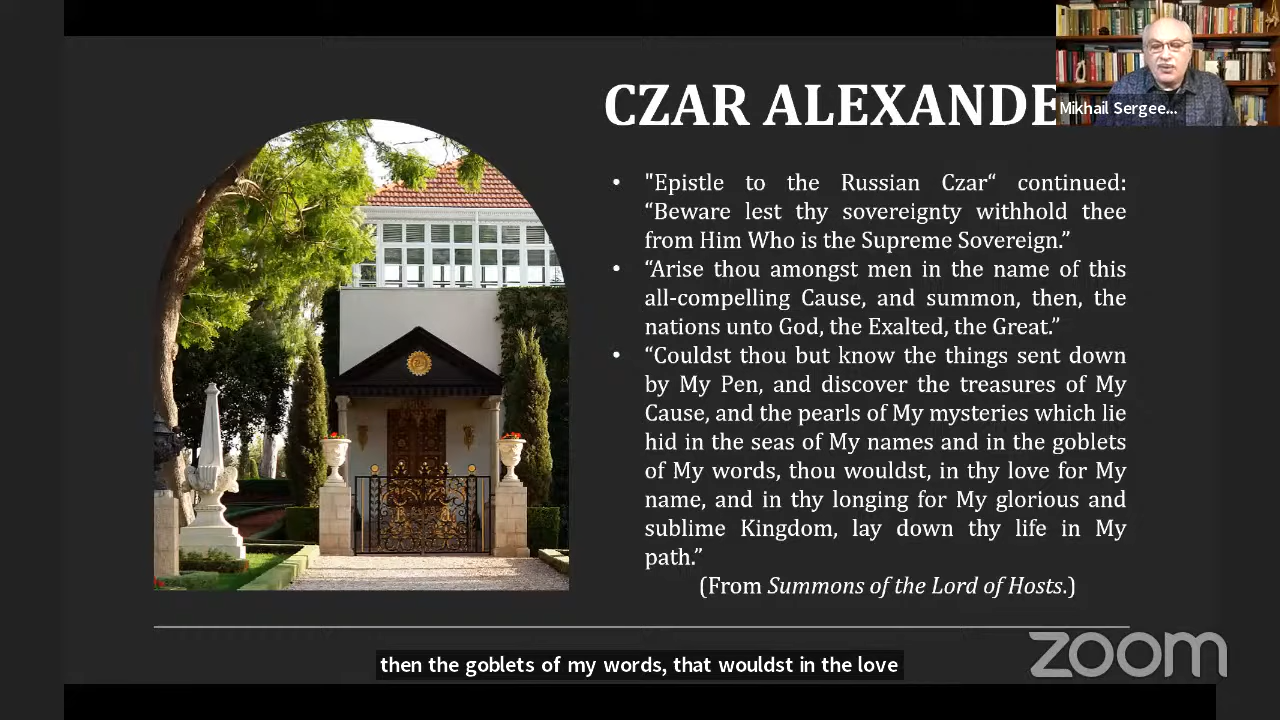 CZAR ALEXANDE
Mikhail Sergee...
• "Epistle to the Russian Czar“ continued:
“Beware lest thy sovereignty withhold thee
from Him Who is the Supreme Sovereign.”
• “Arise thou amongst men in the name of this
all-compelling Cause, and summon, then, the
nations unto God, the Exalted, the Great.”
• “Couldst thou but know the things sent down
by My Pen, and discover the treasures of My
Cause, and the pearls of My mysteries which lie
hid in the seas of My names and in the goblets
of My words, thou wouldst, in thy love for My
name, and in thy longing for My glorious and
sublime Kingdom, lay down thy life in My
path.”
(From Summons of the Lord of Hosts.)
zoom
then the goblets of my words, that wouldst in the love